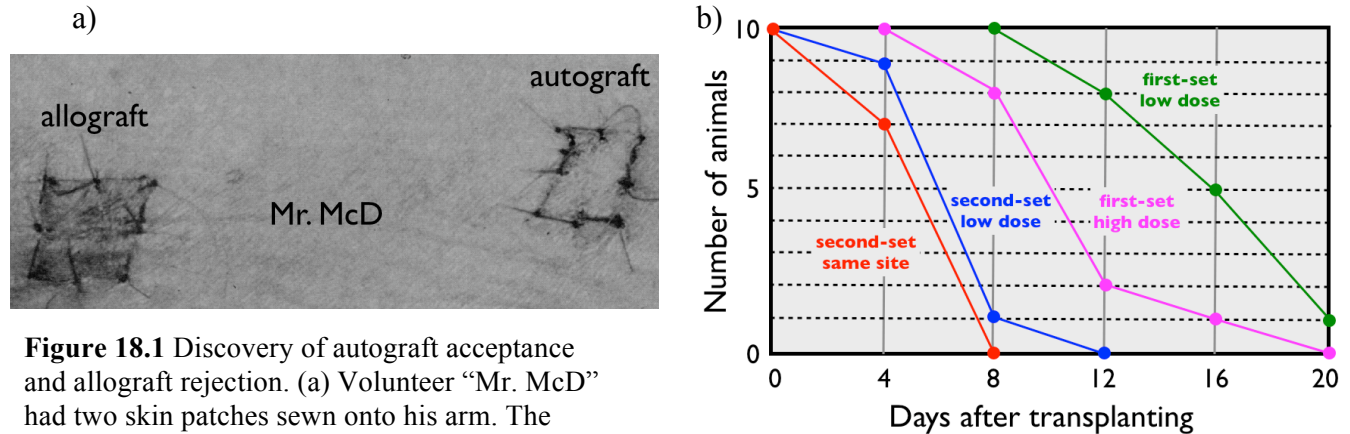 a)
allograft
autograft
Mr. McD
Figure 18.1 Discovery of autograft acceptance
and allograft rejection. (a) Volunteer “Mr. McD”
had two skin patches sewn onto his arm. The
b)
Number of animals
10
5
0
first-set
low dose
second-set
low dose
first-set
high dose
second-set
same site
0 4 8 12 16 20
Days after transplanting